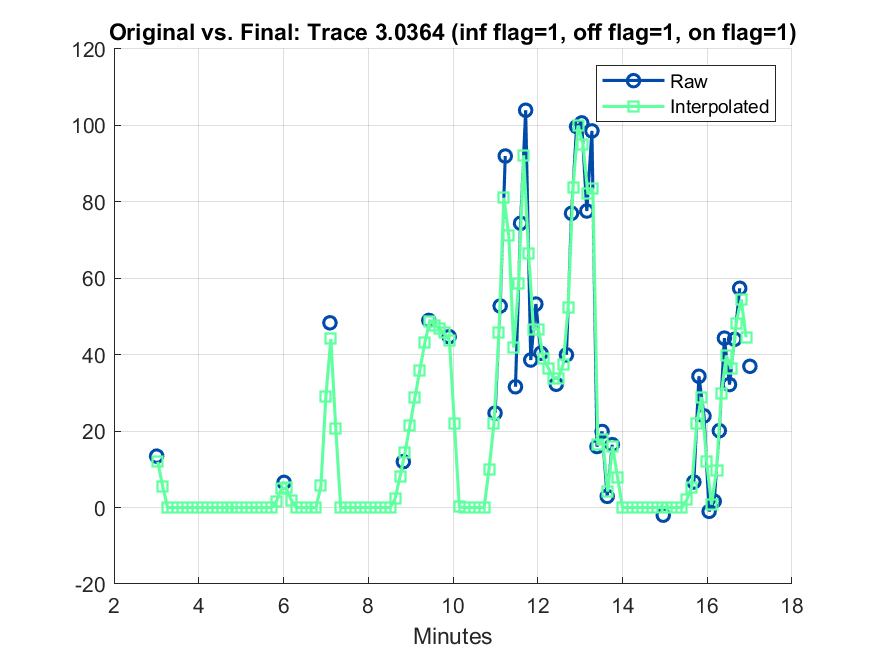 Original vs. Final: Trace 3.0364 (inf flag=1, off flag=1, on flag=1)
120
100
80
60
40
20
0
-20
Raw
Interpolated
2 4 6 8 10 12 14 16 18
Minutes